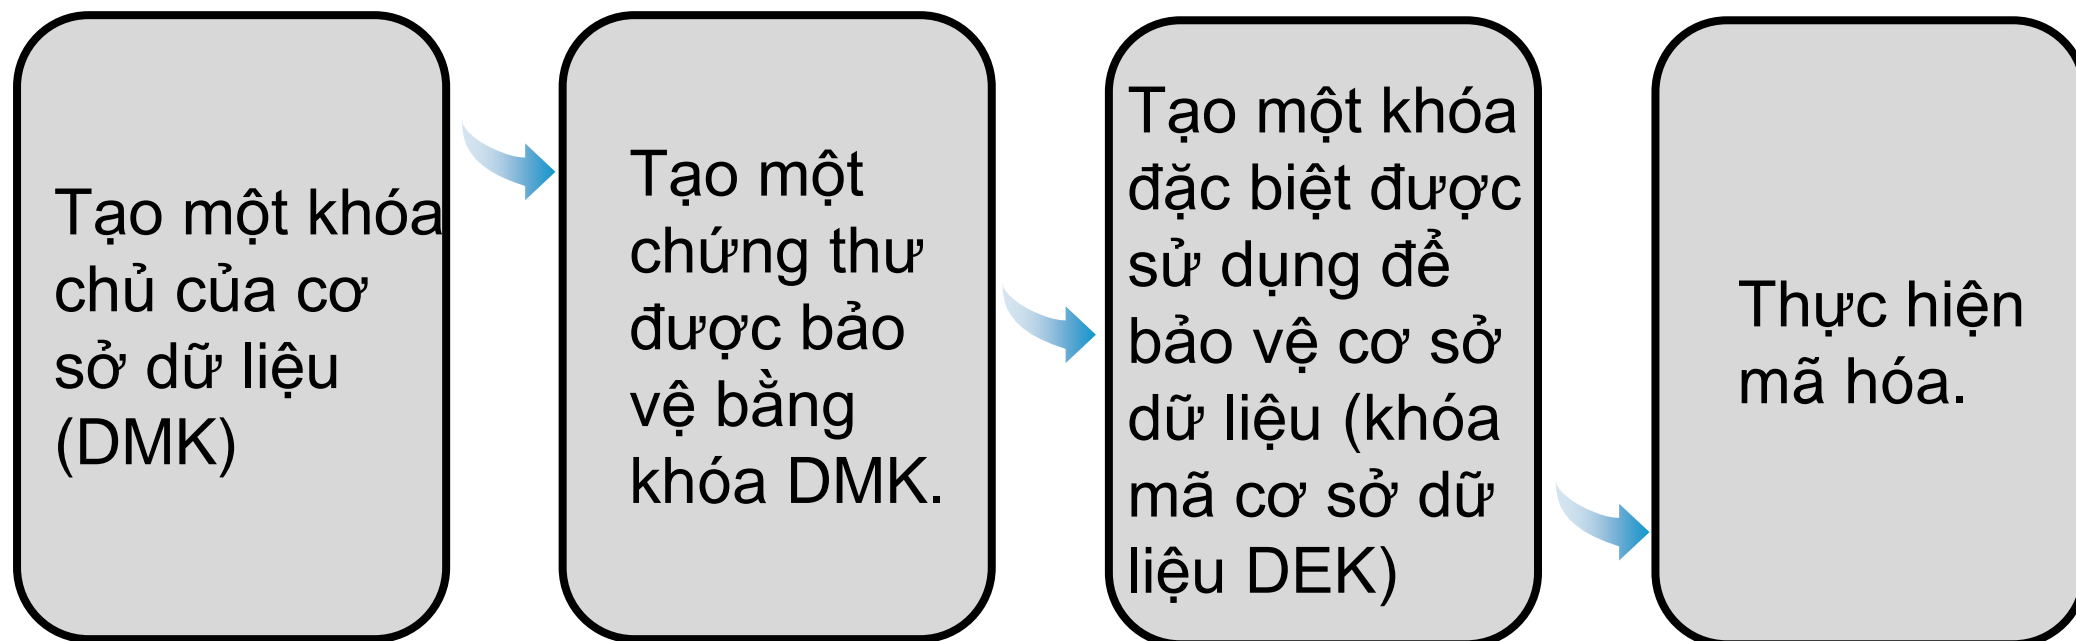 Tạo một khóa
chủ của cơ
sở dữ liệu
(DMK)
Tạo một
chứng thư
được bảo
vệ bằng
khóa DMK.
Tạo một khóa
đặc biệt được
sử dụng để
bảo vệ cơ sở
dữ liệu (khóa
mã cơ sở dữ
liệu DEK)
Thực hiện
mã hóa.